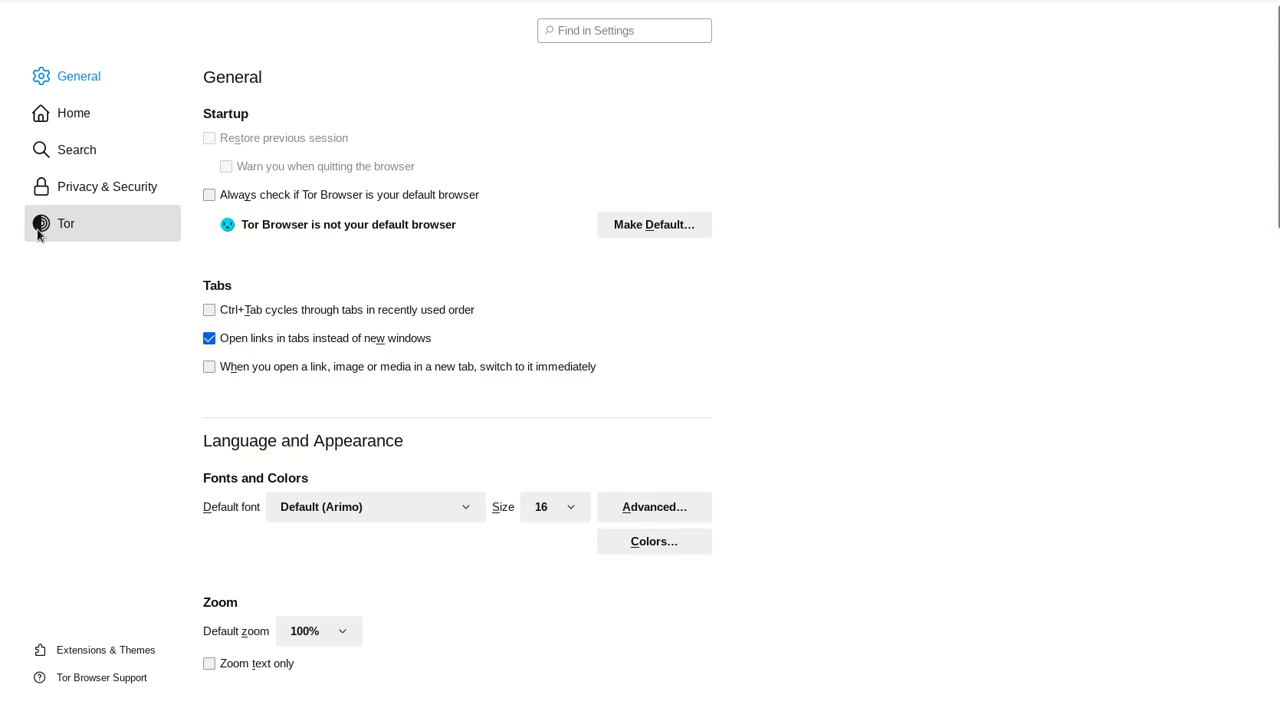 Find in Settings
General
Home
Search
Privacy & Security
Tor
General
Startup
Restore previous session
Warn you when quitting the browser
Always check if Tor Browser is your default browser
Tor Browser is not your default browser
Make Default...
Tabs
Ctrl+Tab cycles through tabs in recently used order
Open links in tabs instead of new windows
When you open a link, image or media in a new tab, switch to it immediately
Language and Appearance
Fonts and Colors
Default font Default (Arimo) Size 16 Advanced...
Colors...
Zoom
Default zoom 100%
Zoom text only
Extensions & Themes
Tor Browser Support